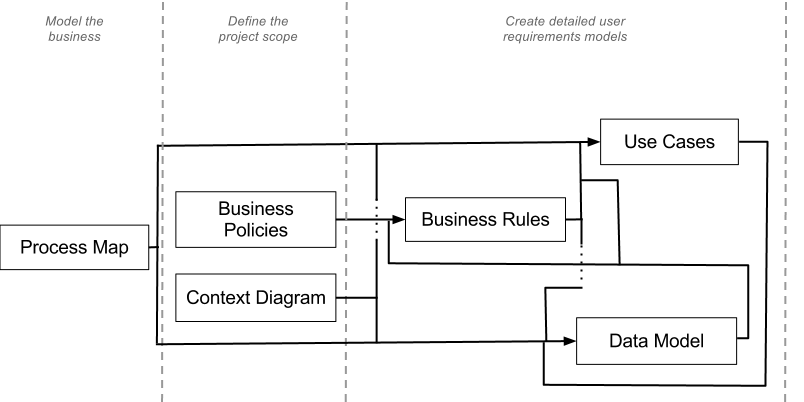 Model the
business
Define the
project scope
Create detailed user
requirements models
Use Cases
Business
Policies
Business Rules
Process Map
Context Diagram
Data Model